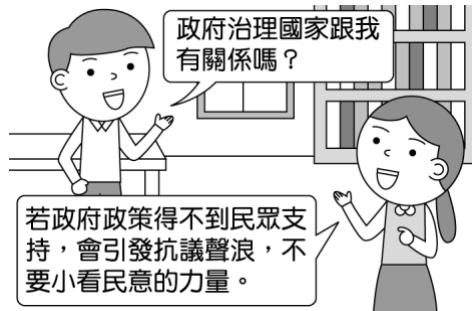 政府治理國家跟我
有關係嗎？
若政府政策得不到民眾支
持，會引發抗議聲浪，不
要小看民意的力量。